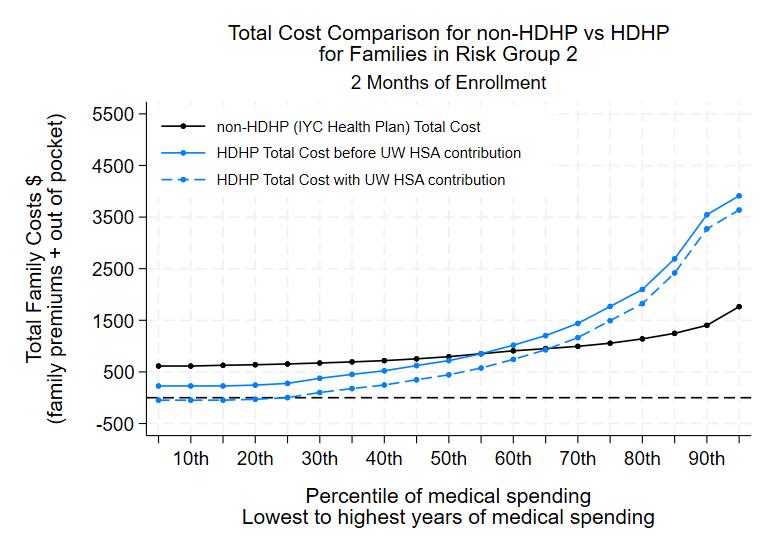 Total Cost Comparison for non-HDHP vs HDHP
for Families in Risk Group 2
2 Months of Enrollment
non-HDHP (IYC Health Plan) Total Cost
HDHP Total Cost before UW HSA contribution
HDHP Total Cost with UW HSA contribution
Total Family Costs $
(family premiums + out of pocket)
5500
4500
3500
2500
1500
500
-500
10th 20th 30th 40th 50th 60th 70th 80th 90th
Percentile of medical spending
Lowest to highest years of medical spending